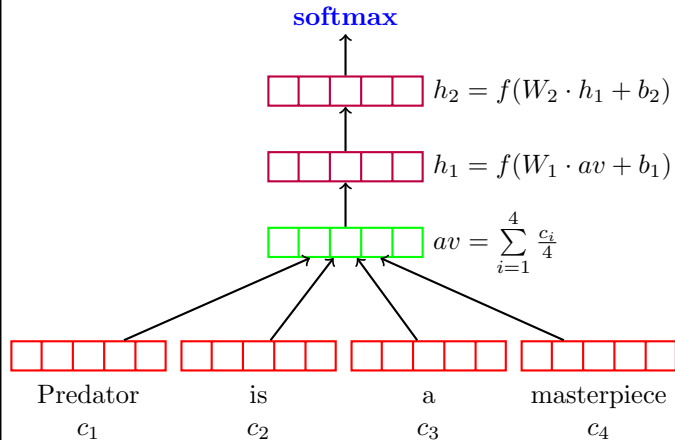 softmax
h₂ = f(W₂ · h₁ + b₂)
h₁ = f(W₁ · av + b₁)
av = ∑_{i=1}^{4} c_i/4
Predator is a masterpiece
c₁ c₂ c₃ c₄